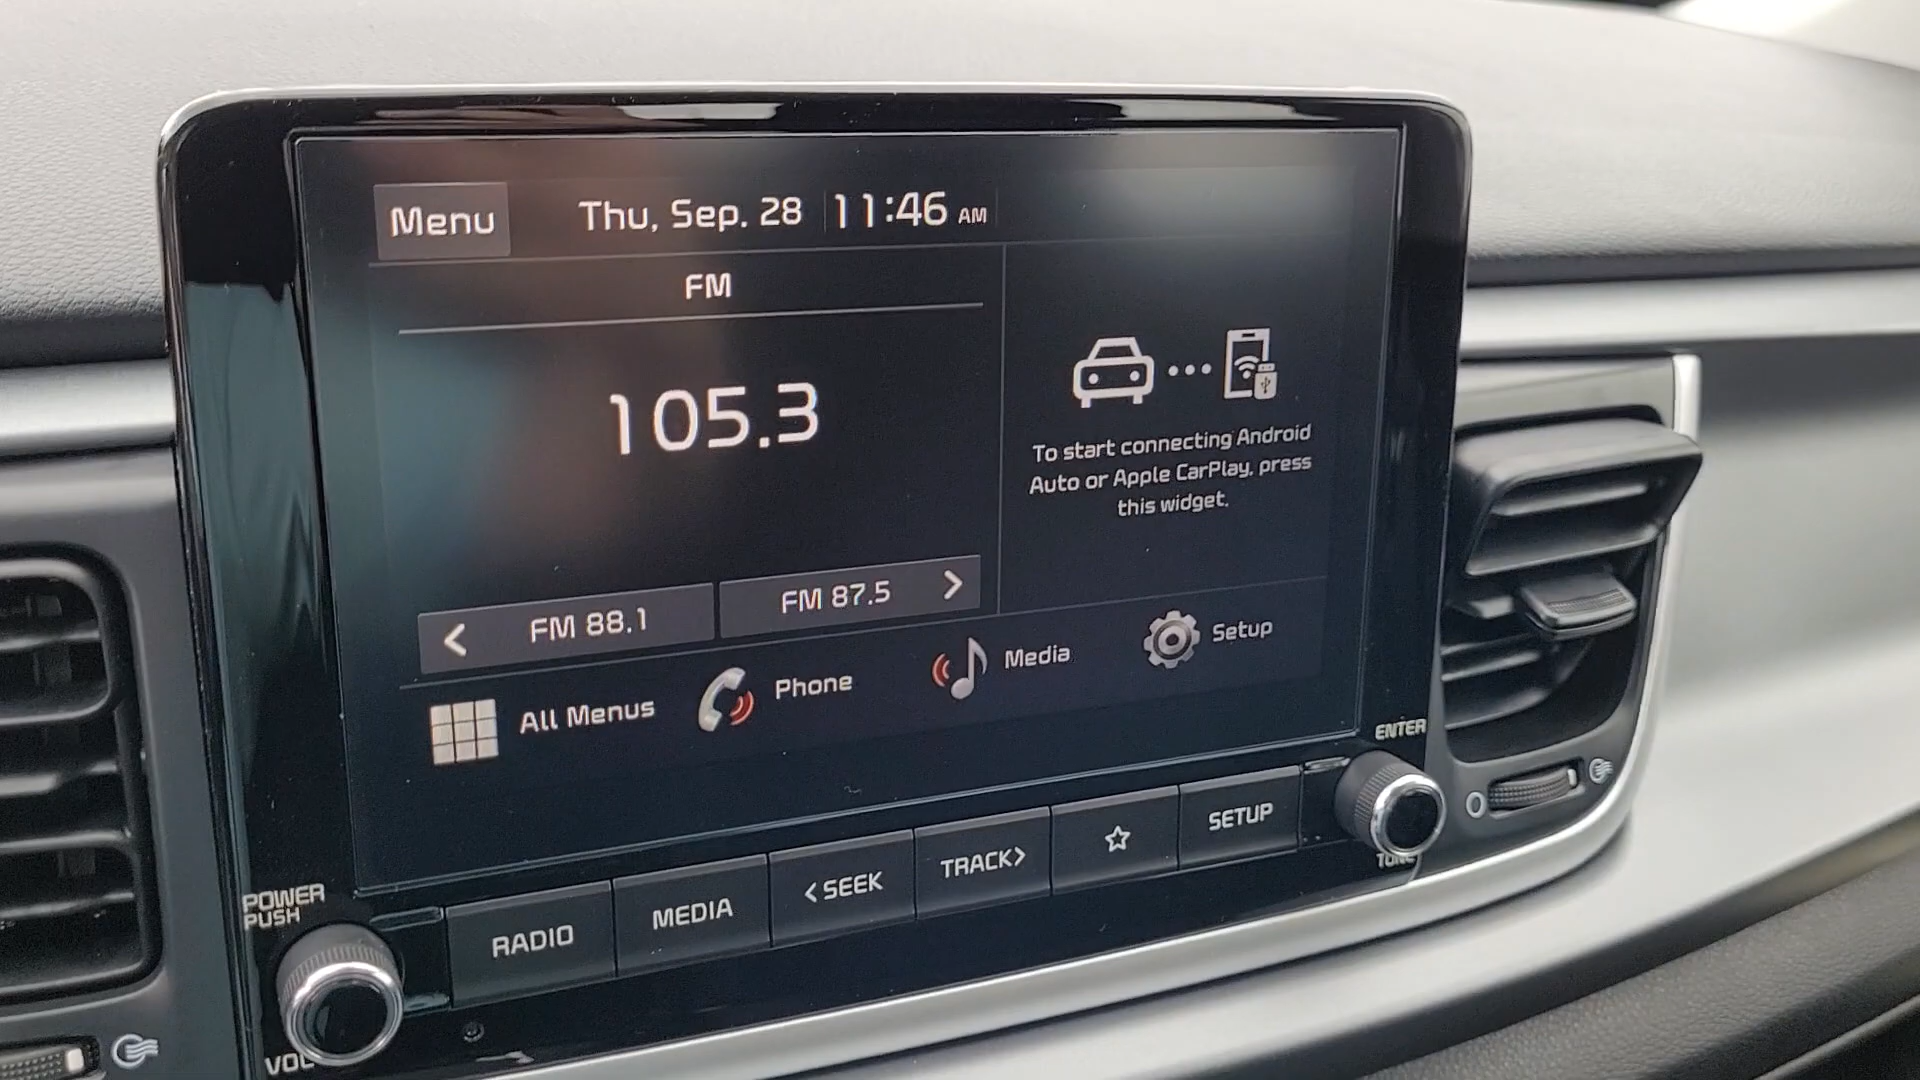 Menu
Thu, Sep. 28 11:46 AM
FM
105.3
To start connecting Android
Auto or Apple CarPlay, press
this widget.
< FM 88.1
FM 87.5 >
All Menus
Phone
Media
Setup
ENTER
TUNE
POWER
PUSH
VOL
RADIO
MEDIA
<SEEK
TRACK>
☆
SETUP